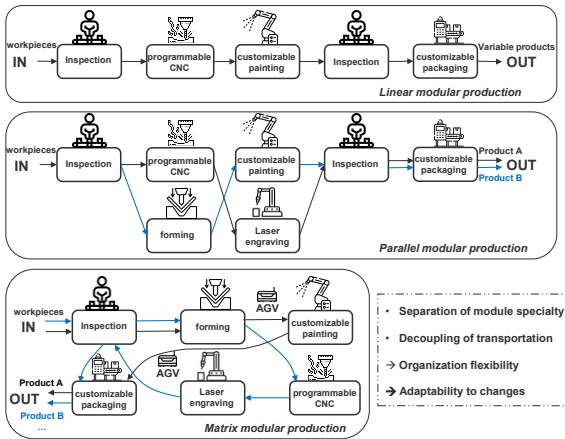 workpieces
IN
Inspection
programmable
CNC
customizable
painting
Inspection
customizable
packaging
Variable products
OUT
Linear modular production
workpieces
IN
Inspection
programmable
CNC
customizable
painting
Inspection
customizable
packaging
Product A
OUT
Product B
forming
Laser
engraving
Parallel modular production
workpieces
IN
Inspection
forming
AGV
customizable
painting
Product A
OUT
Product B
...
customizable
packaging
AGV
Laser
engraving
programmable
CNC
Matrix modular production
• Separation of module specialty
• Decoupling of transportation
→ Organization flexibility
➔ Adaptability to changes